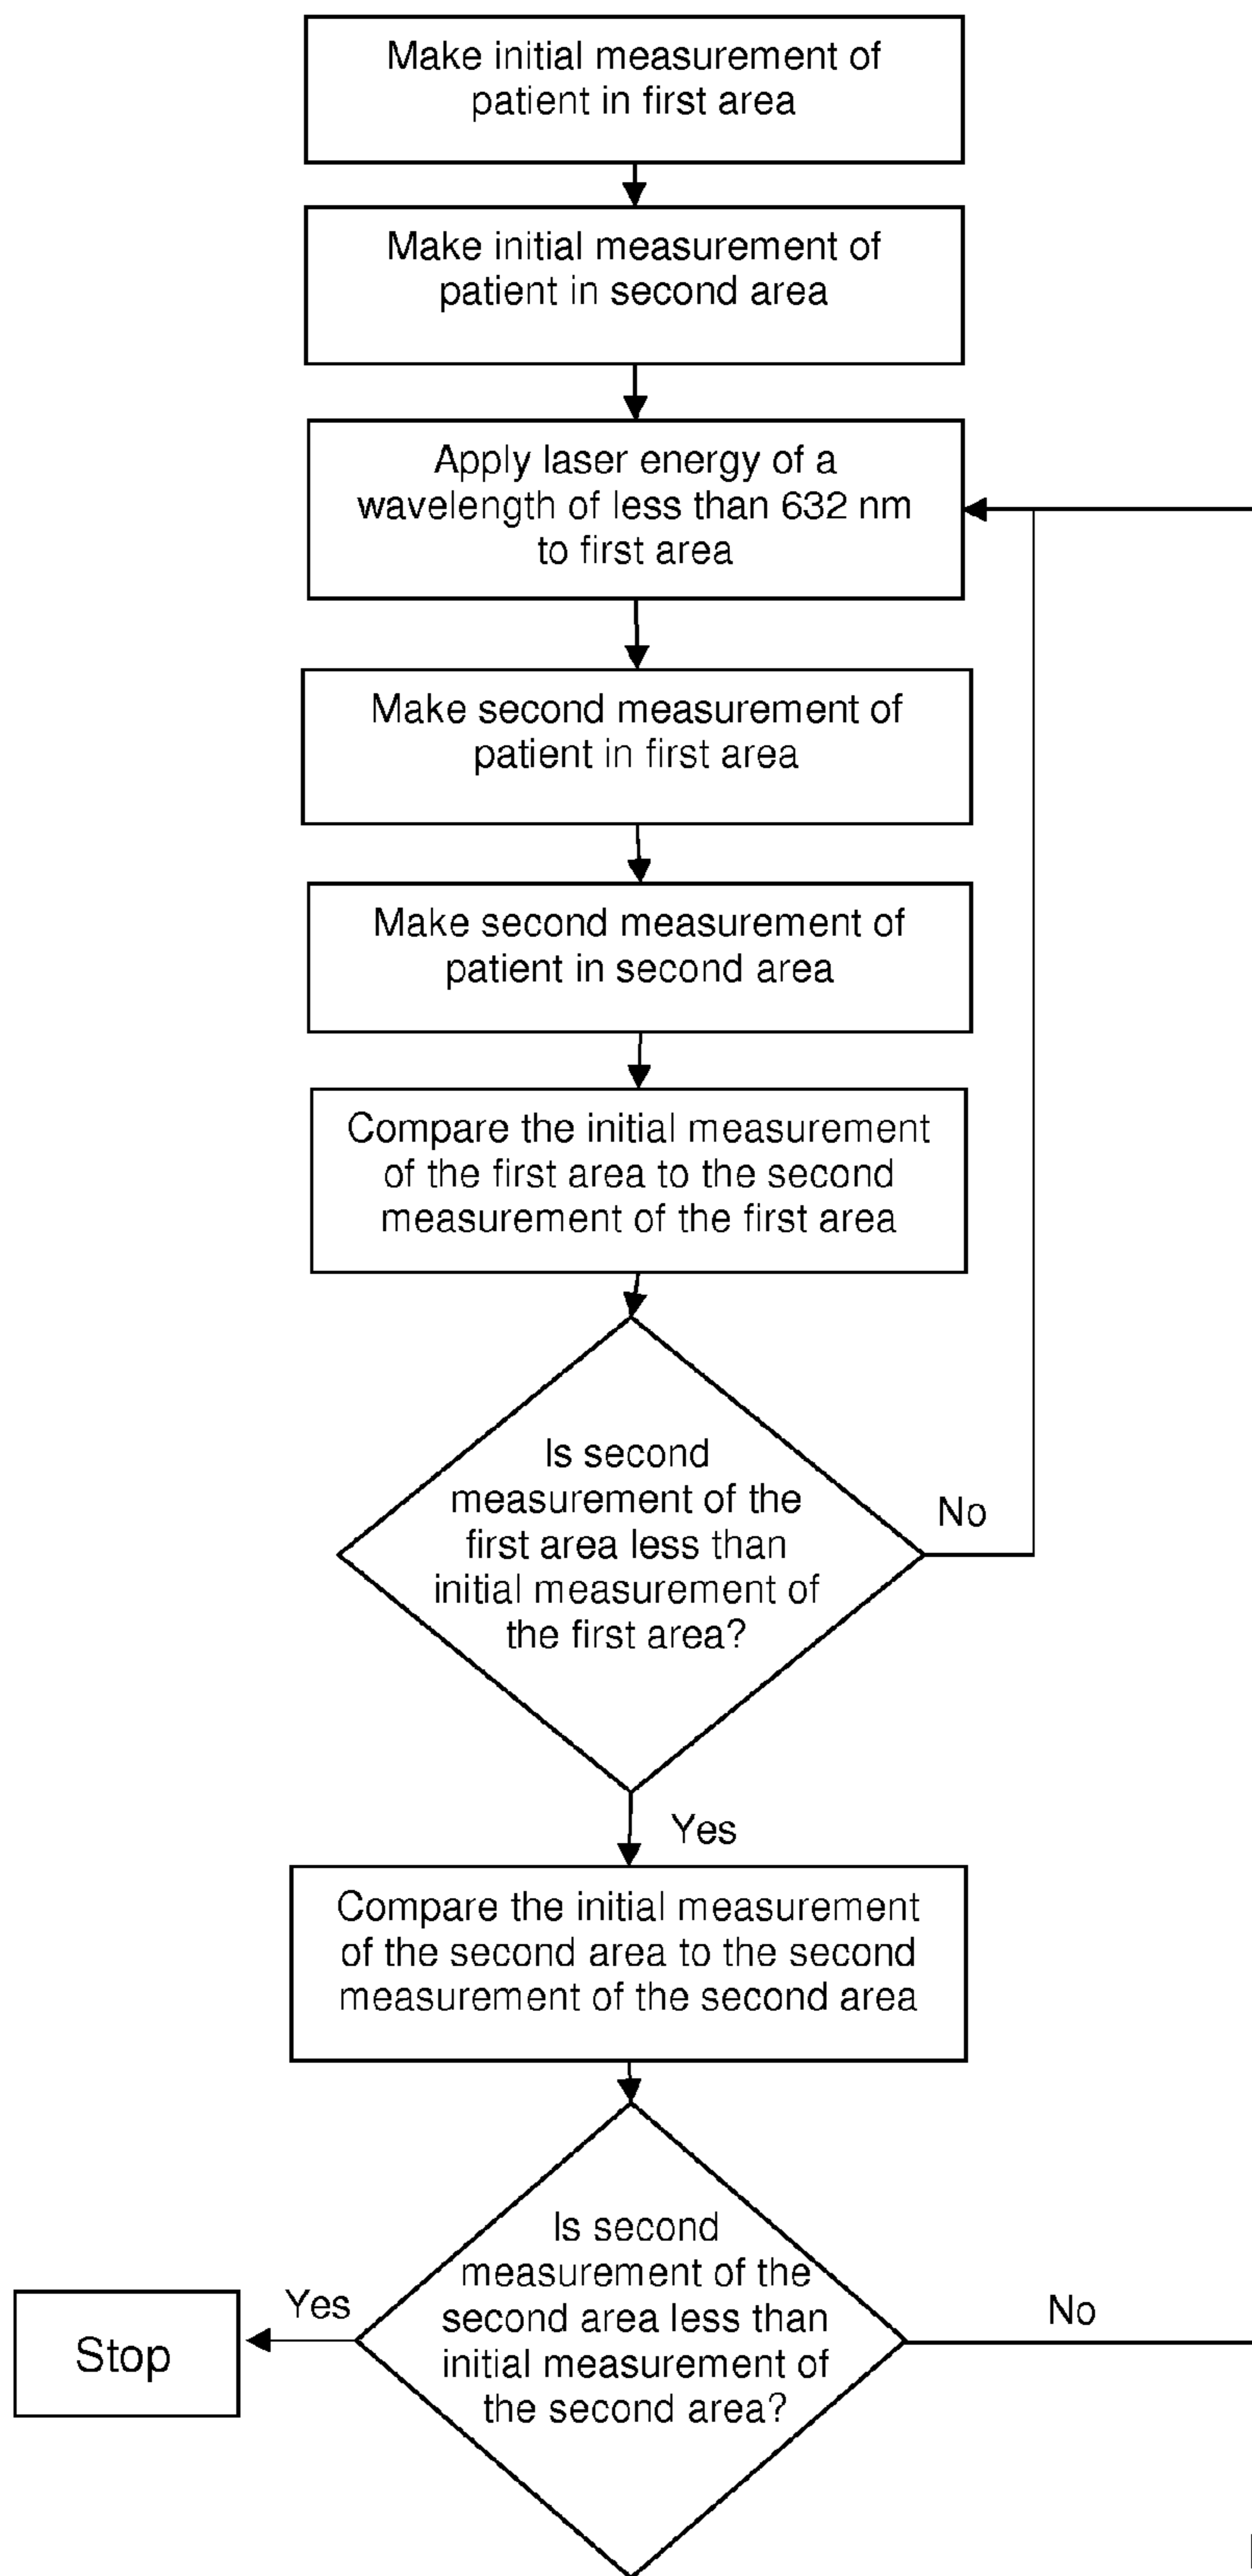 Make initial measurement of
patient in first area
Make initial measurement of
patient in second area
Apply laser energy of a
wavelength of less than 632 nm
to first area
Make second measurement of
patient in first area
Make second measurement of
patient in second area
Compare the initial measurement
of the first area to the second
measurement of the first area
Is second
measurement of the
first area less than
initial measurement of
the first area?
No
Yes
Compare the initial measurement
of the second area to the second
measurement of the second area
Is second
measurement of the
second area less than
initial measurement of
the second area?
Yes
No
Stop